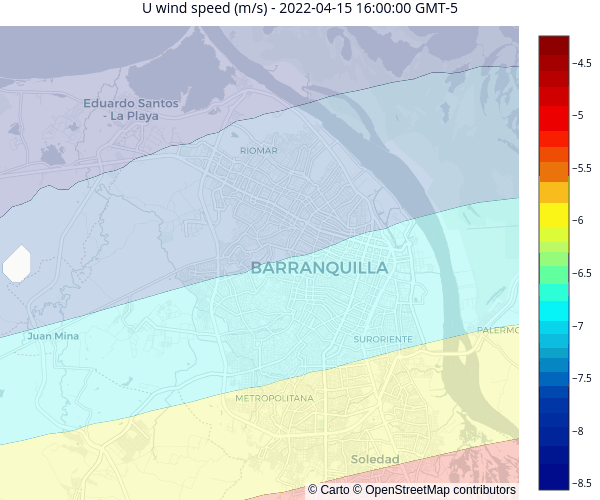 U wind speed (m/s) - 2022-04-15 16:00:00 GMT-5
Eduardo Santos
- La Playa
RIOMAR
BARRANQUILLA
Juan Mina
SURORIENTE
PALERMO
METROPOLITANA
Soledad
© Carto © OpenStreetMap contributors
−4.5
−5
−5.5
−6
−6.5
−7
−7.5
−8
−8.5